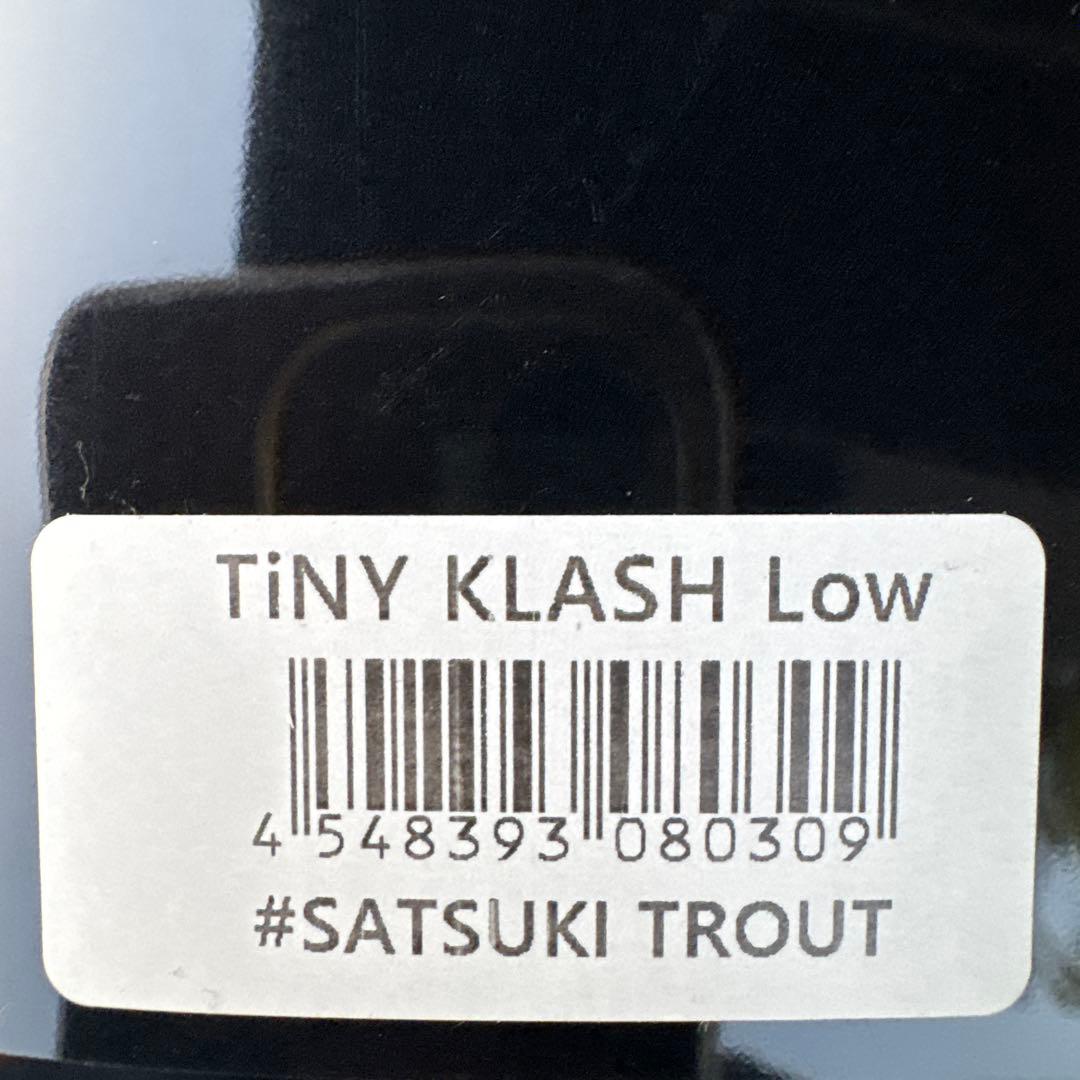 TiNY KLASH Low
4 548393 080309
#SATSUKI TROUT